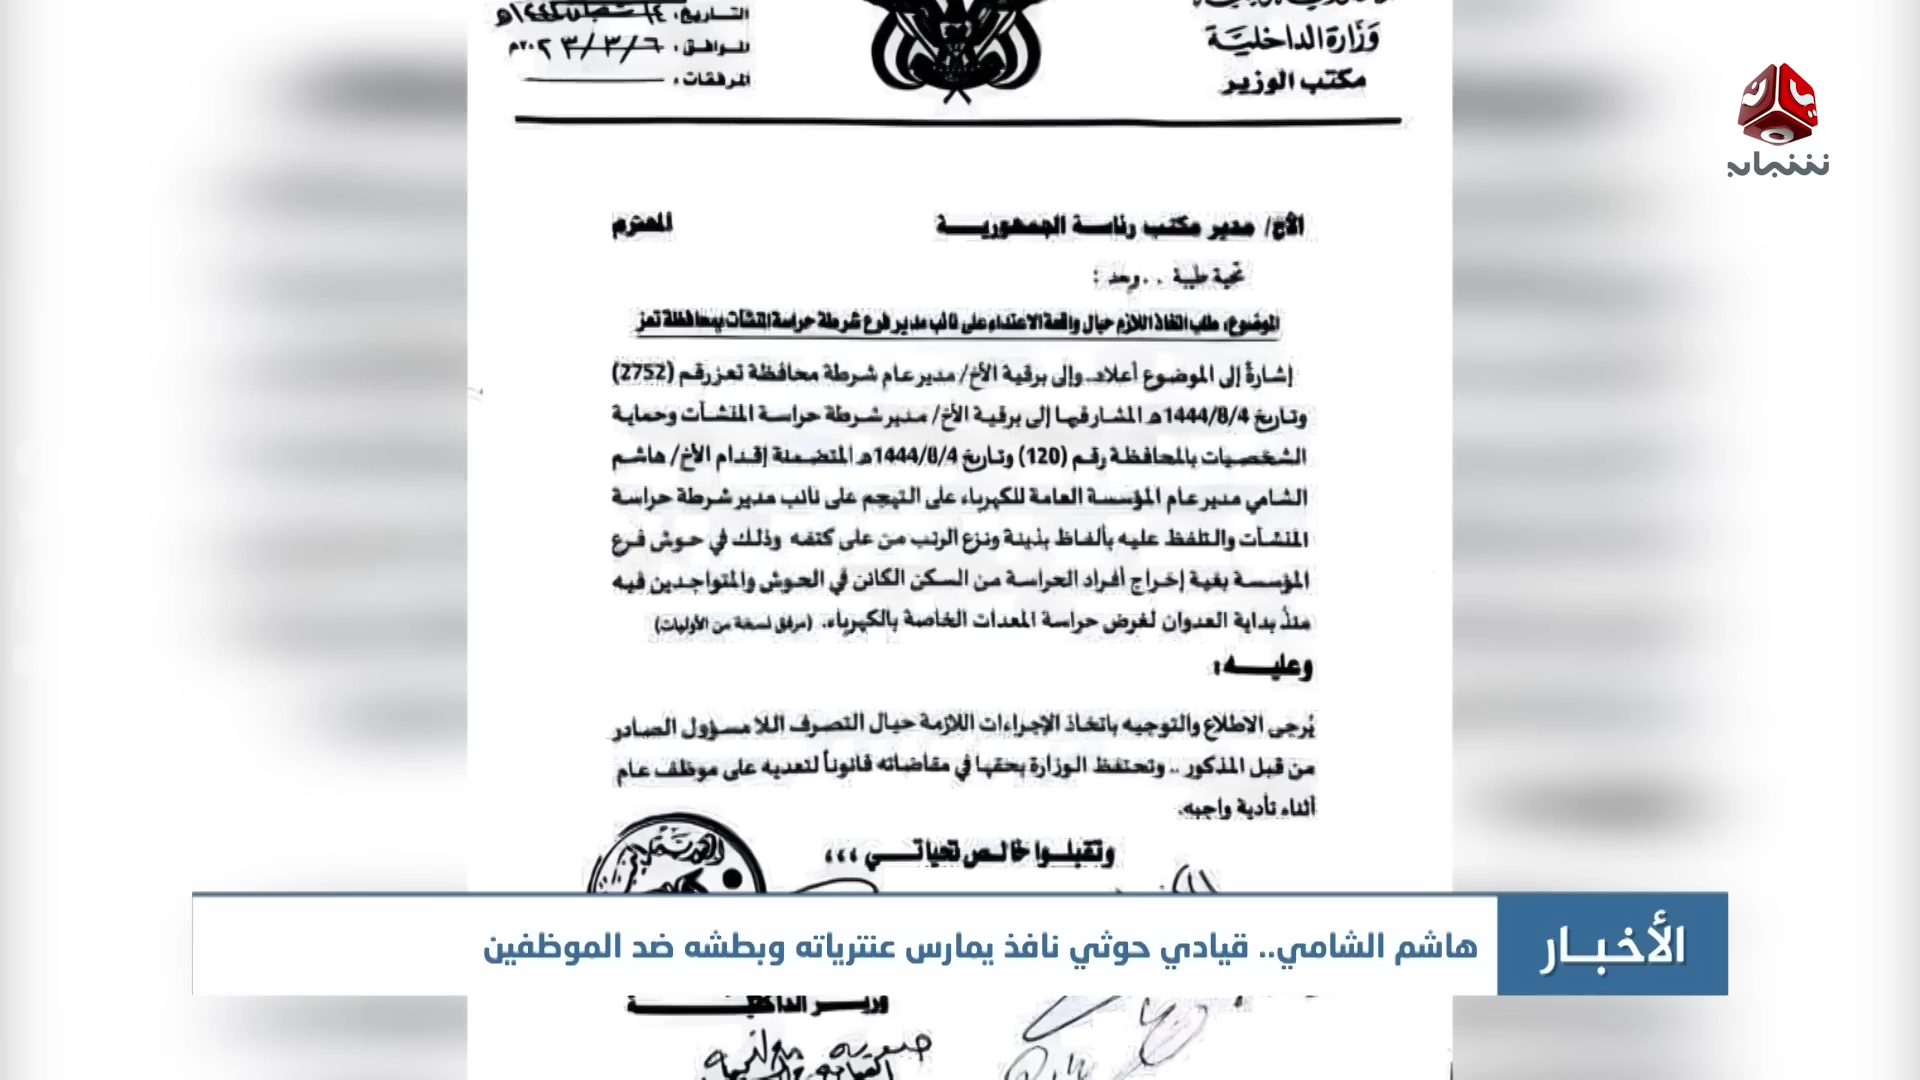 وزارة الداخلية
مكتب الوزير
التاريخ: ١٤ شعبان ١٤٤٤هـ
الموافق: ٢٠٢٣/٣/٦م
المرفقات:
يمن
شباب
الأخ/ مدير مكتب رئاسة الجمهورية المحترم
تحية طيبة . . وبعد :
الموضوع: طلب اتخاذ اللازم حيال واقعة الاعتداء على نائب مدير فرع شرطة حراسة المنشآت بمحافظة تعز
إشارةً إلى الموضوع أعلاه وإلى برقية الأخ/ مدير عام شرطة محافظة تعز رقم (2752)
وتاريخ 1444/8/4هـ المشار فيها إلى برقية الأخ/ مدير شرطة حراسة المنشآت وحماية
الشخصيات بالمحافظة رقم (120) وتاريخ 1444/8/4هـ المتضمنة إقدام الأخ/ هاشم
الشامي مدير عام المؤسسة العامة للكهرباء على التهجم على نائب مدير شرطة حراسة
المنشآت والتلفظ عليه بألفاظ بذيئة ونزع الرتب من على كتفه وذلك في حوش فرع
المؤسسة بغية إخراج أفراد الحراسة من السكن الكائن في الحوش والمتواجدين فيه
منذُ بداية العدوان لغرض حراسة المعدات الخاصة بالكهرباء. (مرفق نسخة من الأوليات)
وعليه:
يُرجى الاطلاع والتوجيه باتخاذ الإجراءات اللازمة حيال التصرف اللا مسؤول الصادر
من قبل المذكور .. وتحتفظ الوزارة بحقها في مقاضاته قانوناً لتعديه على موظف عام
أثناء تأدية واجبه.
وتقبلوا خالص تحياتي ،،،
الأخبار
هاشم الشامي.. قيادي حوثي نافذ يمارس عنترياته وبطشه ضد الموظفين
وزير الداخلية